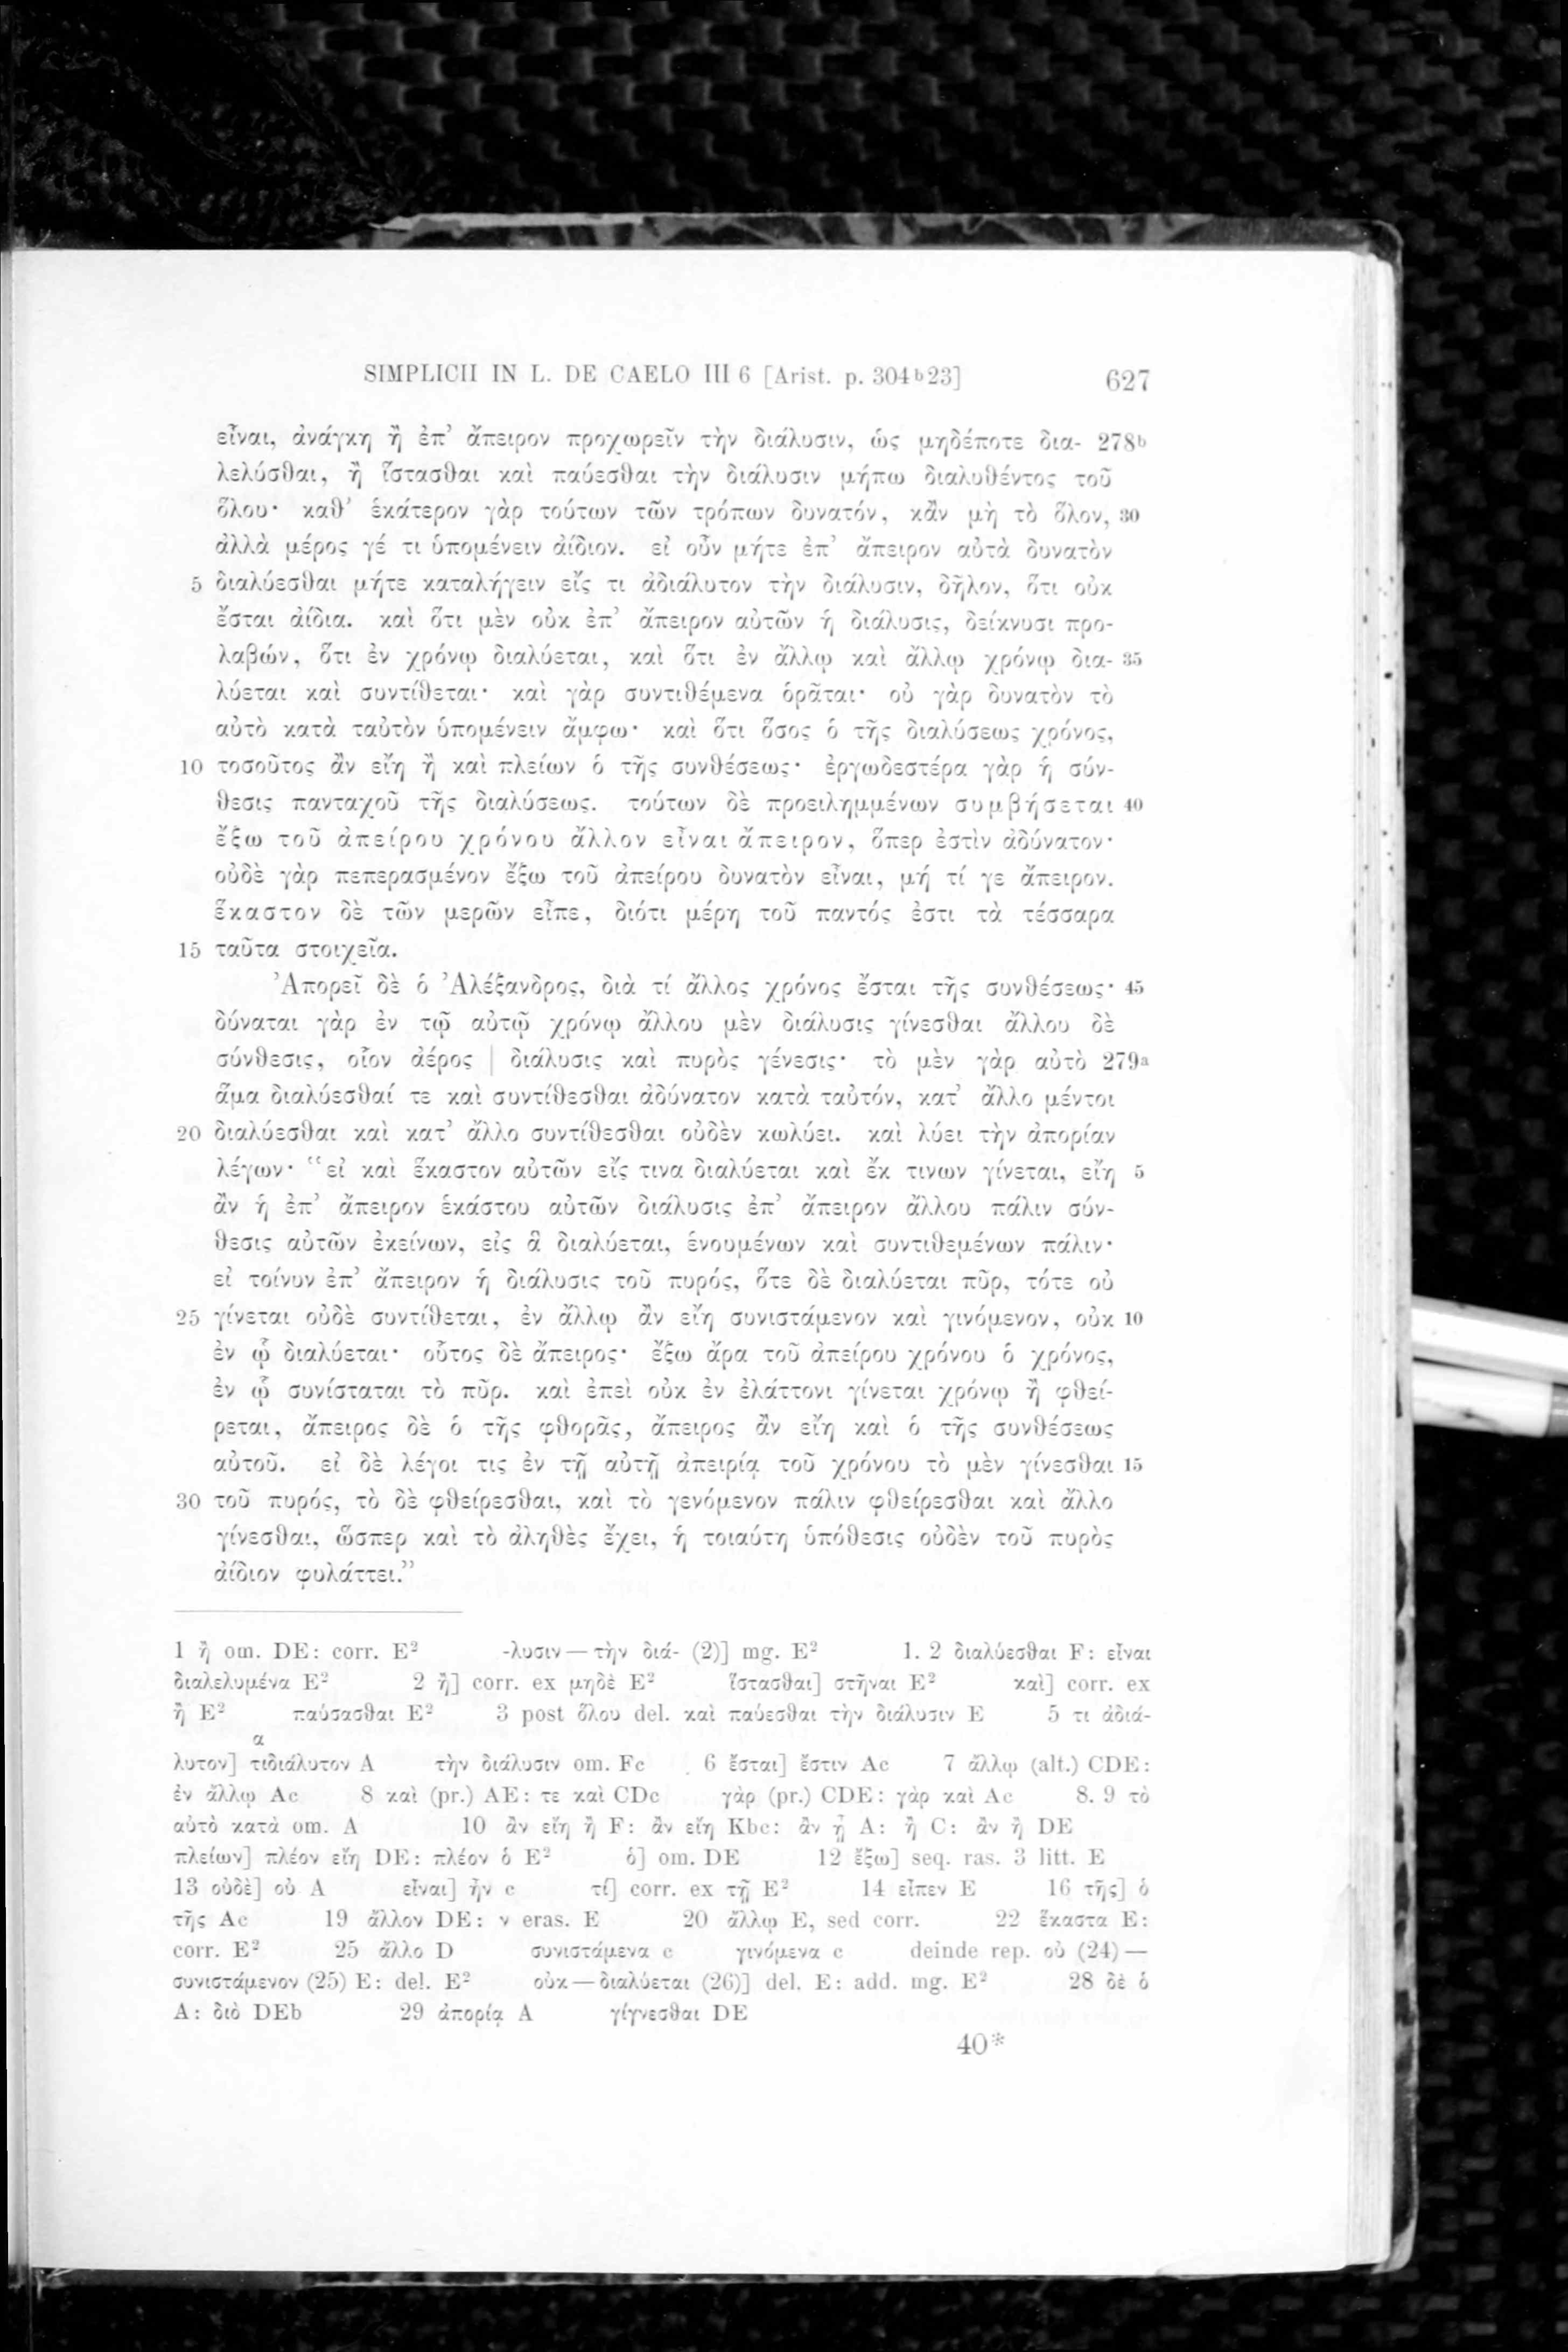 SIMPLICII IN L. DE CAELO III 6 [Arist. p. 304ᵇ23] 627
εἶναι, ἀνάγκη ἢ ἐπ’ ἄπειρον προχωρεῖν τὴν διάλυσιν, ὡς μηδέποτε δια- 278ᵇ
λελύσθαι, ἢ ἵστασθαι καὶ παύεσθαι τὴν διάλυσιν μήπω διαλυθέντος τοῦ
ὅλου· καθ’ ἑκάτερον γὰρ τούτων τῶν τρόπων δυνατόν, κἂν μὴ τὸ ὅλον, 30
ἀλλὰ μέρος γέ τι ὑπομένειν ἀίδιον. εἰ οὖν μήτε ἐπ’ ἄπειρον αὐτὰ δυνατὸν
5 διαλύεσθαι μήτε καταλήγειν εἴς τι ἀδιάλυτον τὴν διάλυσιν, δῆλον, ὅτι οὐκ
ἔσται ἀίδια. καὶ ὅτι μὲν οὐκ ἐπ’ ἄπειρον αὐτῶν ἡ διάλυσις, δείκνυσι προ-
λαβών, ὅτι ἐν χρόνῳ διαλύεται, καὶ ὅτι ἐν ἄλλῳ καὶ ἄλλῳ χρόνῳ δια- 35
λύεται καὶ συντίθεται· καὶ γὰρ συντιθέμενα ὁρᾶται· οὐ γὰρ δυνατὸν τὸ
αὐτὸ κατὰ ταὐτὸν ὑπομένειν ἄμφω· καὶ ὅτι ὅσος ὁ τῆς διαλύσεως χρόνος,
10 τοσοῦτος ἂν εἴη ἢ καὶ πλείων ὁ τῆς συνθέσεως· ἐργωδεστέρα γὰρ ἡ σύν-
θεσις πανταχοῦ τῆς διαλύσεως. τούτων δὲ προειλημμένων συμβήσεται 40
ἔξω τοῦ ἀπείρου χρόνου ἄλλον εἶναι ἄπειρον, ὅπερ ἐστὶν ἀδύνατον·
οὐδὲ γὰρ πεπερασμένον ἔξω τοῦ ἀπείρου δυνατὸν εἶναι, μή τί γε ἄπειρον.
ἕκαστον δὲ τῶν μερῶν εἶπε, διότι μέρη τοῦ παντός ἐστι τὰ τέσσαρα
15 ταῦτα στοιχεῖα.
Ἀπορεῖ δὲ ὁ Ἀλέξανδρος, διὰ τί ἄλλος χρόνος ἔσται τῆς συνθέσεως· 45
δύναται γὰρ ἐν τῷ αὐτῷ χρόνῳ ἄλλου μὲν διάλυσις γίνεσθαι ἄλλου δὲ
σύνθεσις, οἷον ἀέρος | διάλυσις καὶ πυρὸς γένεσις· τὸ μὲν γὰρ αὐτὸ 279ᵃ
ἅμα διαλύεσθαί τε καὶ συντίθεσθαι ἀδύνατον κατὰ ταὐτόν, κατ’ ἄλλο μέντοι
20 διαλύεσθαι καὶ κατ’ ἄλλο συντίθεσθαι οὐδὲν κωλύει. καὶ λύει τὴν ἀπορίαν
λέγων· “εἰ καὶ ἕκαστον αὐτῶν εἴς τινα διαλύεται καὶ ἔκ τινων γίνεται, εἴη 5
ἂν ἡ ἐπ’ ἄπειρον ἑκάστου αὐτῶν διάλυσις ἐπ’ ἄπειρον ἄλλου πάλιν σύν-
θεσις αὐτῶν ἐκείνων, εἰς ἃ διαλύεται, ἑνουμένων καὶ συντιθεμένων πάλιν·
εἰ τοίνυν ἐπ’ ἄπειρον ἡ διάλυσις τοῦ πυρός, ὅτε δὲ διαλύεται πῦρ, τότε οὐ
25 γίνεται οὐδὲ συντίθεται, ἐν ἄλλῳ ἂν εἴη συνιστάμενον καὶ γινόμενον, οὐκ 10
ἐν ᾧ διαλύεται· οὗτος δὲ ἄπειρος· ἔξω ἄρα τοῦ ἀπείρου χρόνου ὁ χρόνος,
ἐν ᾧ συνίσταται τὸ πῦρ. καὶ ἐπεὶ οὐκ ἐν ἐλάττονι γίνεται χρόνῳ ἢ φθεί-
ρεται, ἄπειρος δὲ ὁ τῆς φθορᾶς, ἄπειρος ἂν εἴη καὶ ὁ τῆς συνθέσεως
αὐτοῦ. εἰ δὲ λέγοι τις ἐν τῇ αὐτῇ ἀπειρίᾳ τοῦ χρόνου τὸ μὲν γίνεσθαι 15
30 τοῦ πυρός, τὸ δὲ φθείρεσθαι, καὶ τὸ γενόμενον πάλιν φθείρεσθαι καὶ ἄλλο
γίνεσθαι, ὥσπερ καὶ τὸ ἀληθὲς ἔχει, ἡ τοιαύτη ὑπόθεσις οὐδὲν τοῦ πυρὸς
ἀίδιον φυλάττει.”
1 ἢ om. DE: corr. E² -λυσιν—τὴν διά- (2)] mg. E² 1. 2 διαλύεσθαι F: εἶναι
διαλελυμένα E² 2 ἢ] corr. ex μηδὲ E² ἵστασθαι] στῆναι E² καὶ] corr. ex
ἢ E² παύσασθαι E² 3 post ὅλου del. καὶ παύεσθαι τὴν διάλυσιν E 5 τι ἀδιά-
α
λυτον] τιδιάλυτον A τὴν διάλυσιν om. Fc 6 ἔσται] ἔστιν Ac 7 ἄλλῳ (alt.) CDE:
ἐν ἄλλῳ Ac 8 καὶ (pr.) AE: τε καὶ CDc γὰρ (pr.) CDE: γὰρ καὶ Ac 8. 9 τὸ
αὐτὸ κατὰ om. A 10 ἂν εἴη ἢ F: ἂν εἴη Kbc: ἂν ᾖ A: ἢ C: ἂν ἢ DE
πλείων] πλέον εἴη DE: πλέον ὁ E² ὁ] om. DE 12 ἔξω] seq. ras. 3 litt. E
13 οὐδὲ] οὐ A εἶναι] ἦν c τί] corr. ex τῇ E² 14 εἶπεν E 16 τῆς] ὁ
τῆς Ac 19 ἄλλον DE: ν eras. E 20 ἄλλῳ E, sed corr. 22 ἕκαστα E:
corr. E² 25 ἄλλο D συνιστάμενα c γινόμενα c deinde rep. οὐ (24)—
συνιστάμενον (25) E: del. E² οὐκ—διαλύεται (26)] del. E: add. mg. E² 28 δὲ ὁ
A: διὸ DEb 29 ἀπορίᾳ A γίγνεσθαι DE
40*